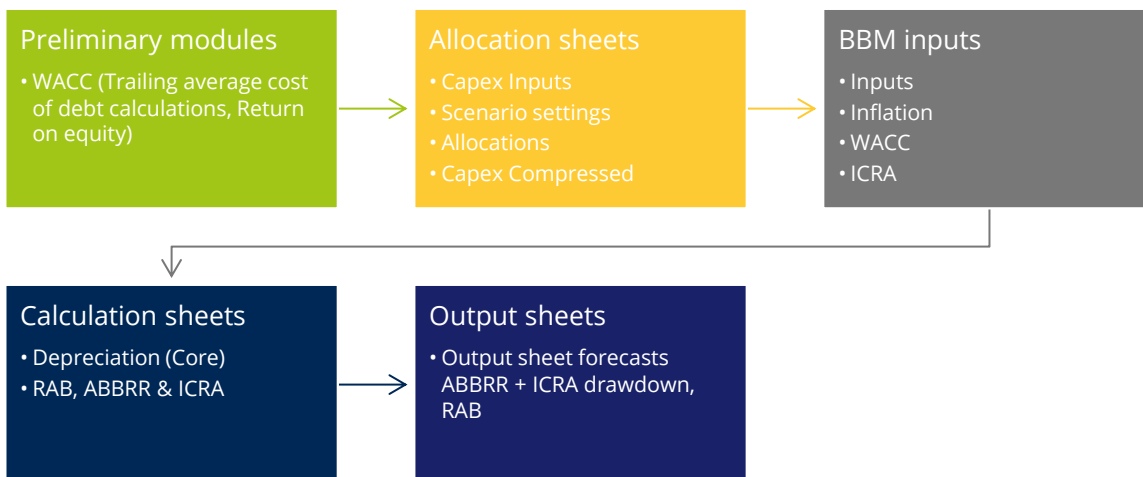 Preliminary modules
• WACC (Trailing average cost
of debt calculations, Return
on equity)
Allocation sheets
• Capex Inputs
• Scenario settings
• Allocations
• Capex Compressed
BBM inputs
• Inputs
• Inflation
• WACC
• ICRA
Calculation sheets
• Depreciation (Core)
• RAB, ABBRR & ICRA
Output sheets
• Output sheet forecasts
ABBRR + ICRA drawdown,
RAB